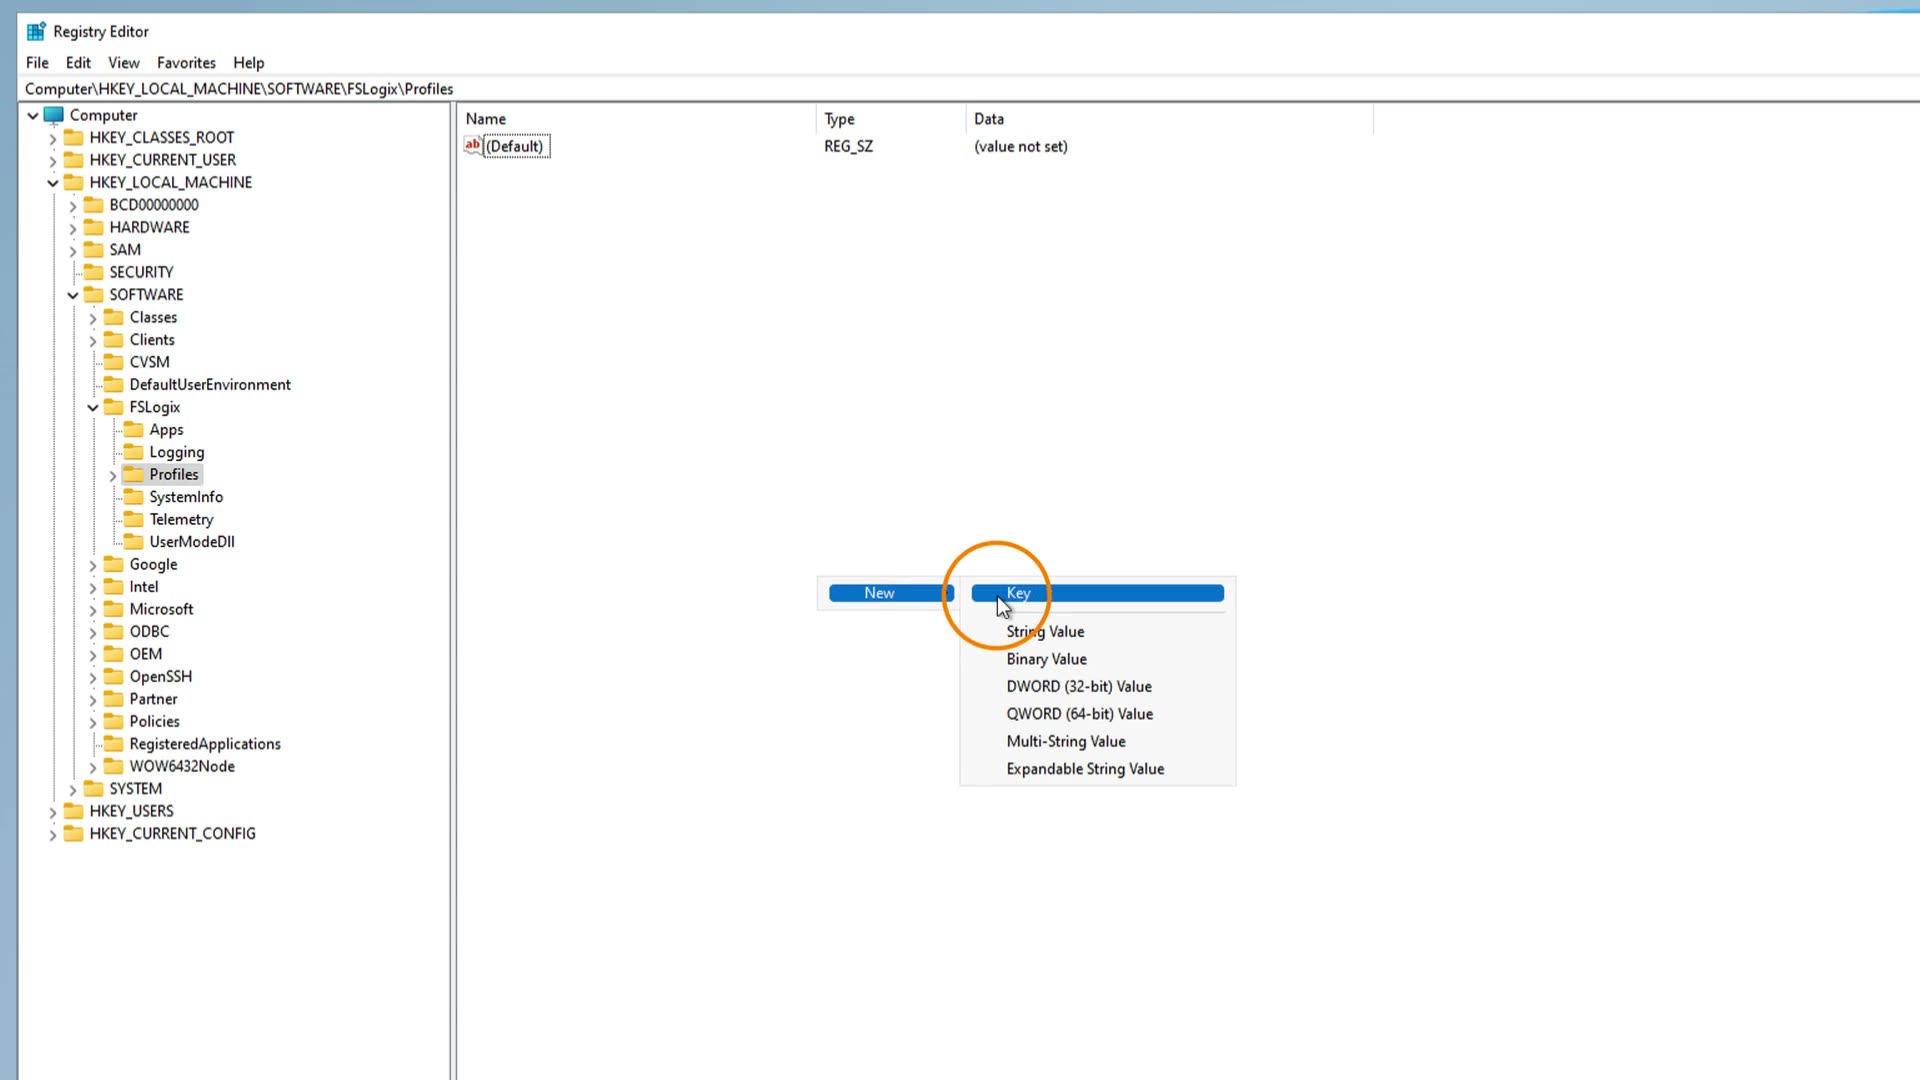 Registry Editor
File Edit View Favorites Help
Computer\HKEY_LOCAL_MACHINE\SOFTWARE\FSLogix\Profiles
Computer
HKEY_CLASSES_ROOT
HKEY_CURRENT_USER
HKEY_LOCAL_MACHINE
BCD00000000
HARDWARE
SAM
SECURITY
SOFTWARE
Classes
Clients
CVSM
DefaultUserEnvironment
FSLogix
Apps
Logging
Profiles
SystemInfo
Telemetry
UserModeDll
Google
Intel
Microsoft
ODBC
OEM
OpenSSH
Partner
Policies
RegisteredApplications
WOW6432Node
SYSTEM
HKEY_USERS
HKEY_CURRENT_CONFIG
Name Type Data
ab (Default) REG_SZ (value not set)
New
Key
String Value
Binary Value
DWORD (32-bit) Value
QWORD (64-bit) Value
Multi-String Value
Expandable String Value